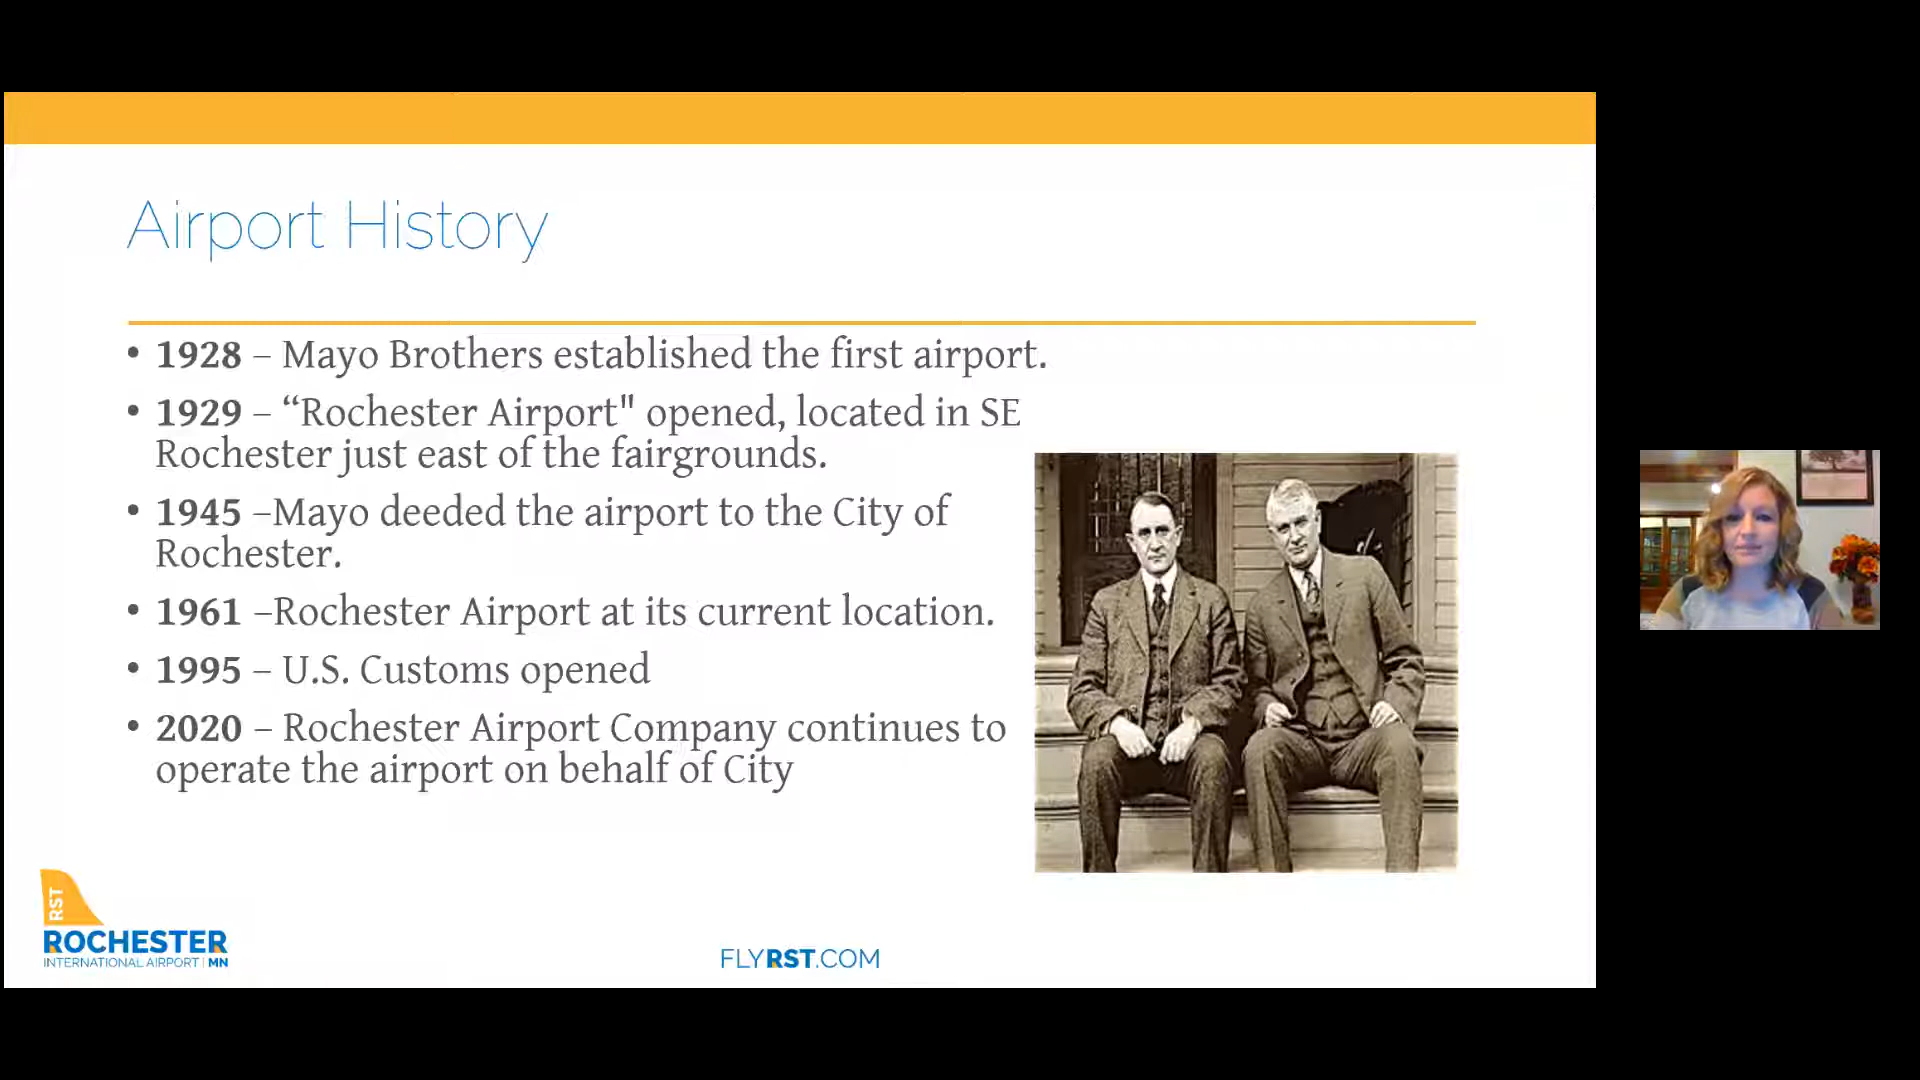 Airport History
• 1928 – Mayo Brothers established the first airport.
• 1929 – “Rochester Airport" opened, located in SE
Rochester just east of the fairgrounds.
• 1945 –Mayo deeded the airport to the City of
Rochester.
• 1961 –Rochester Airport at its current location.
• 1995 – U.S. Customs opened
• 2020 – Rochester Airport Company continues to
operate the airport on behalf of City
RST
ROCHESTER
INTERNATIONAL AIRPORT | MN
FLYRST.COM